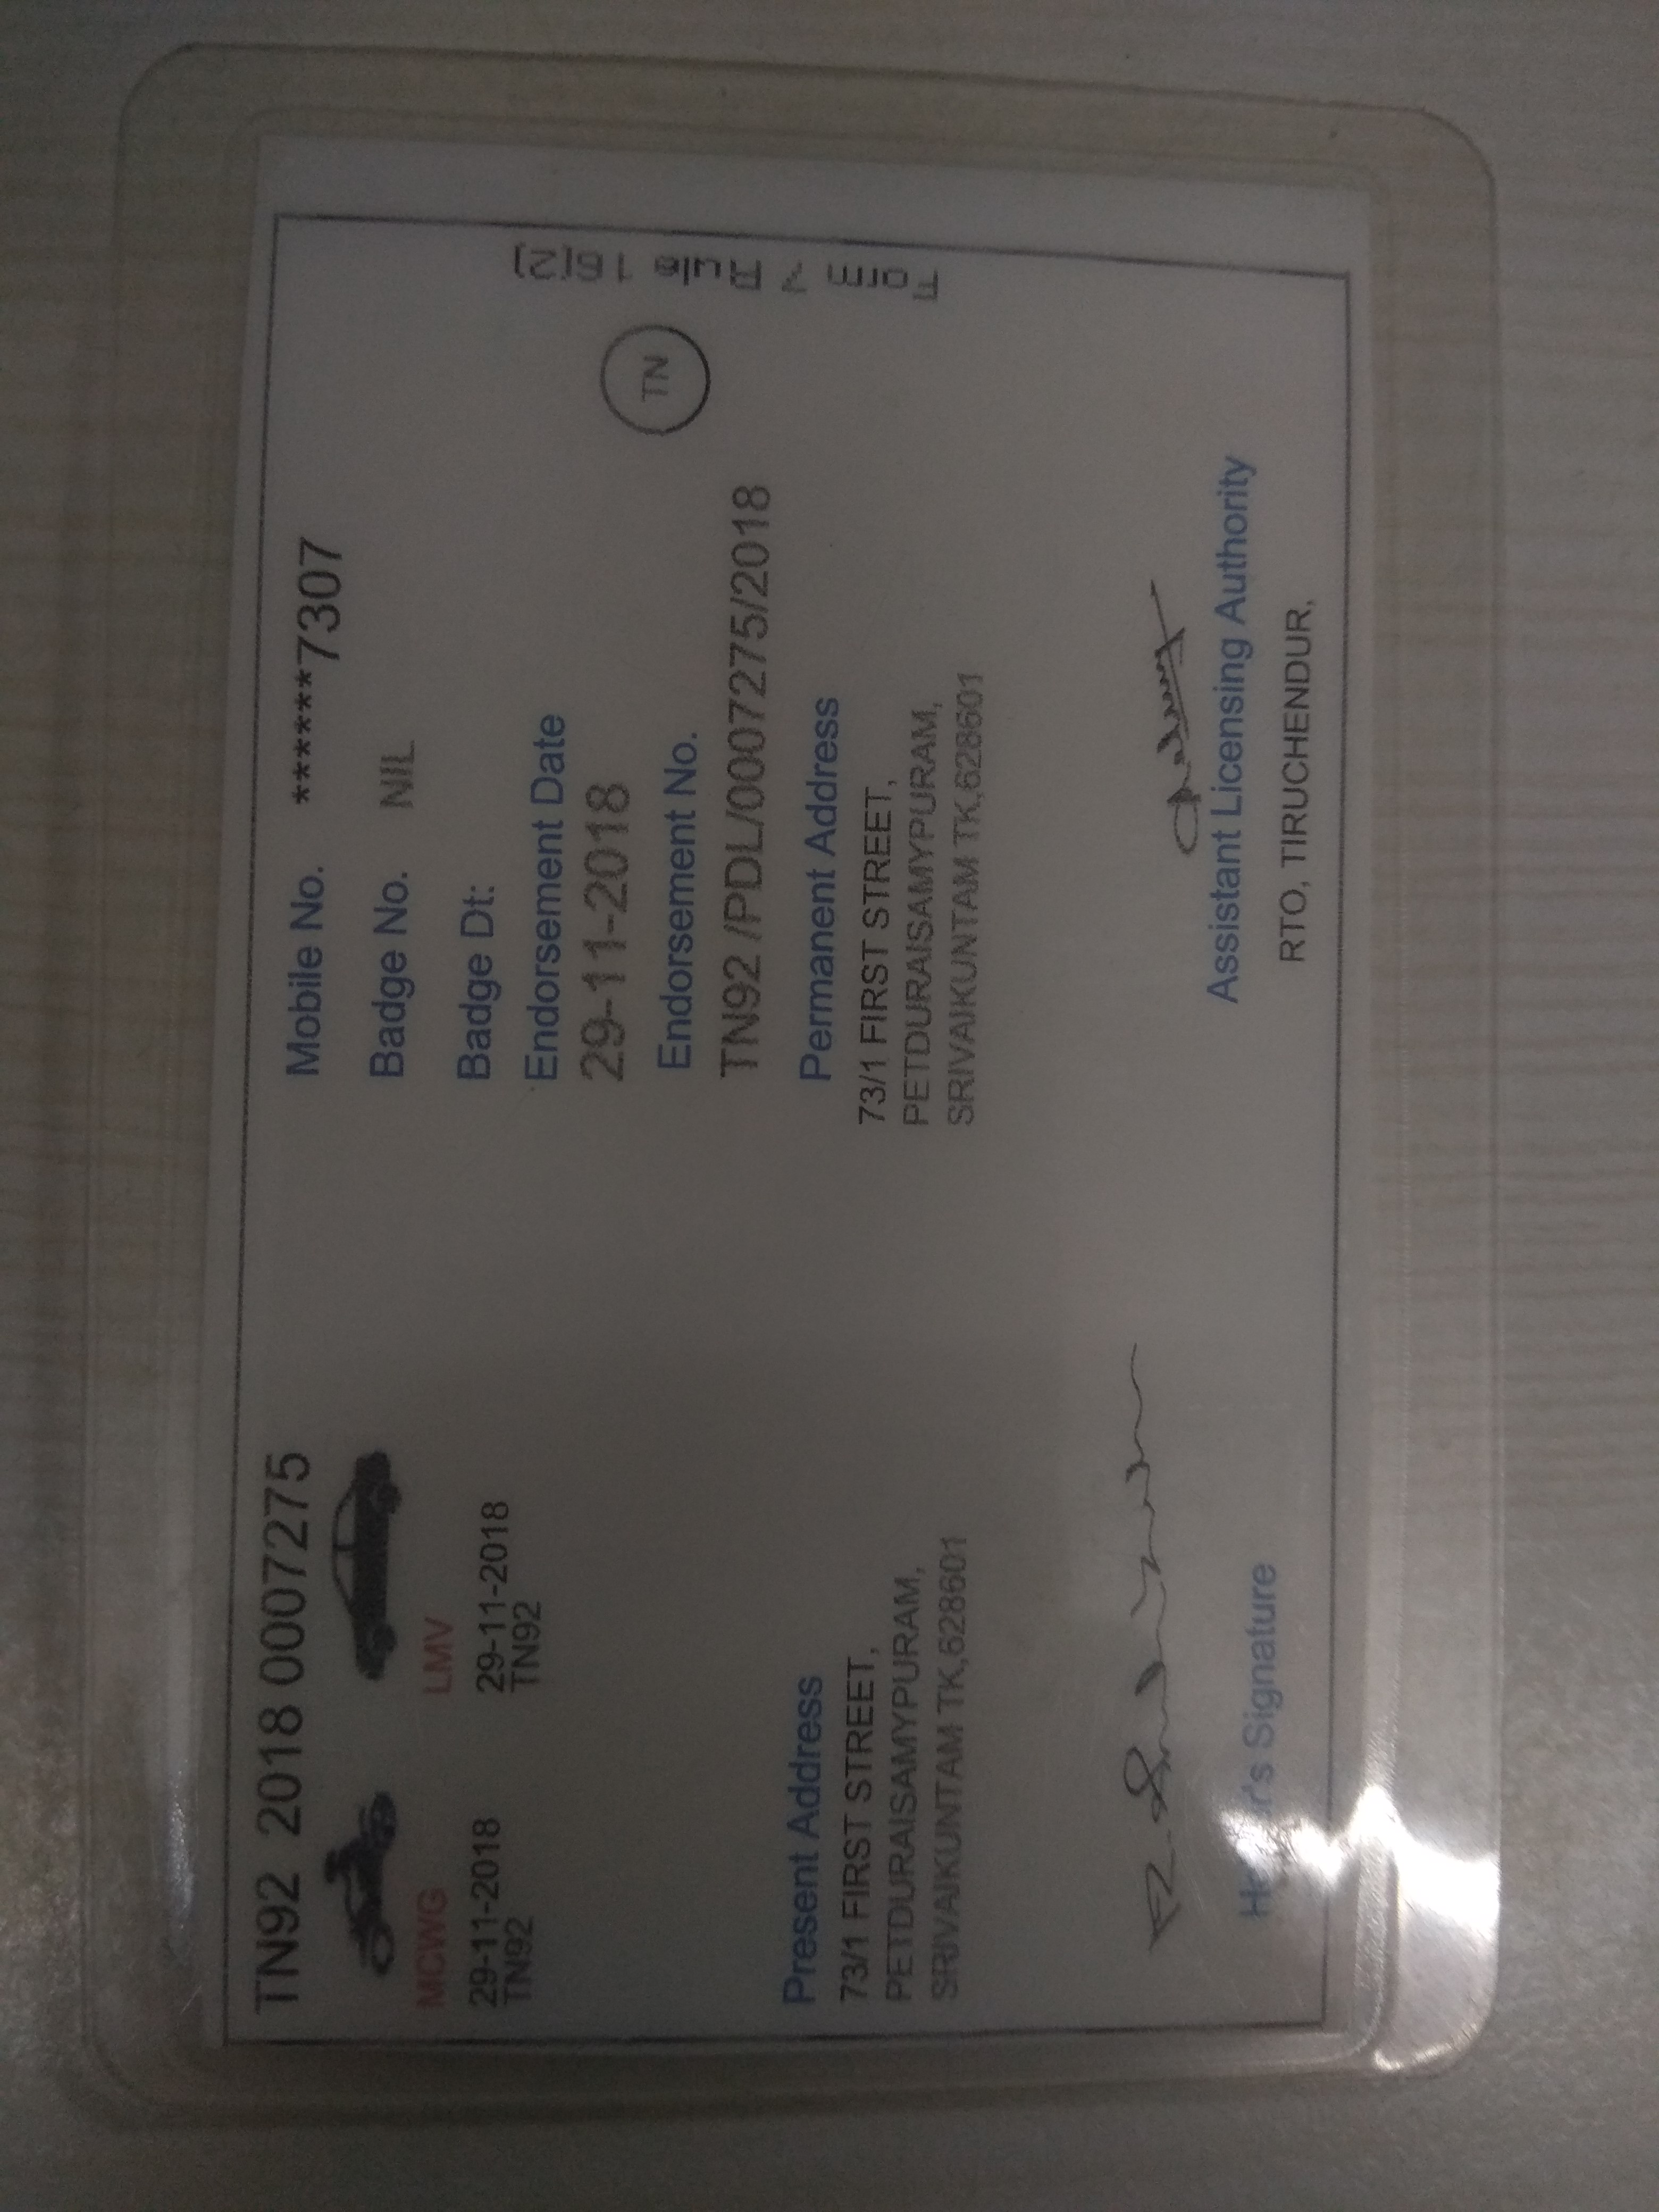 TN92 2018 0007275
MCWG
29-11-2018
TN92
LMV
29-11-2018
TN92
Present Address
73/1 FIRST STREET,
PETDURAISAMYPURAM,
SRIVAIKUNTAM TK,628601
Holder's Signature
Mobile No. ******7307
Badge No. NIL
Badge Dt:
Endorsement Date
29-11-2018
Endorsement No.
TN92 /PDL/0007275/2018
Permanent Address
73/1 FIRST STREET,
PETDURAISAMYPURAM,
SRIVAIKUNTAM TK,628601
Assistant Licensing Authority
RTO, TIRUCHENDUR,
TN
Form 7 Rule 16(2)